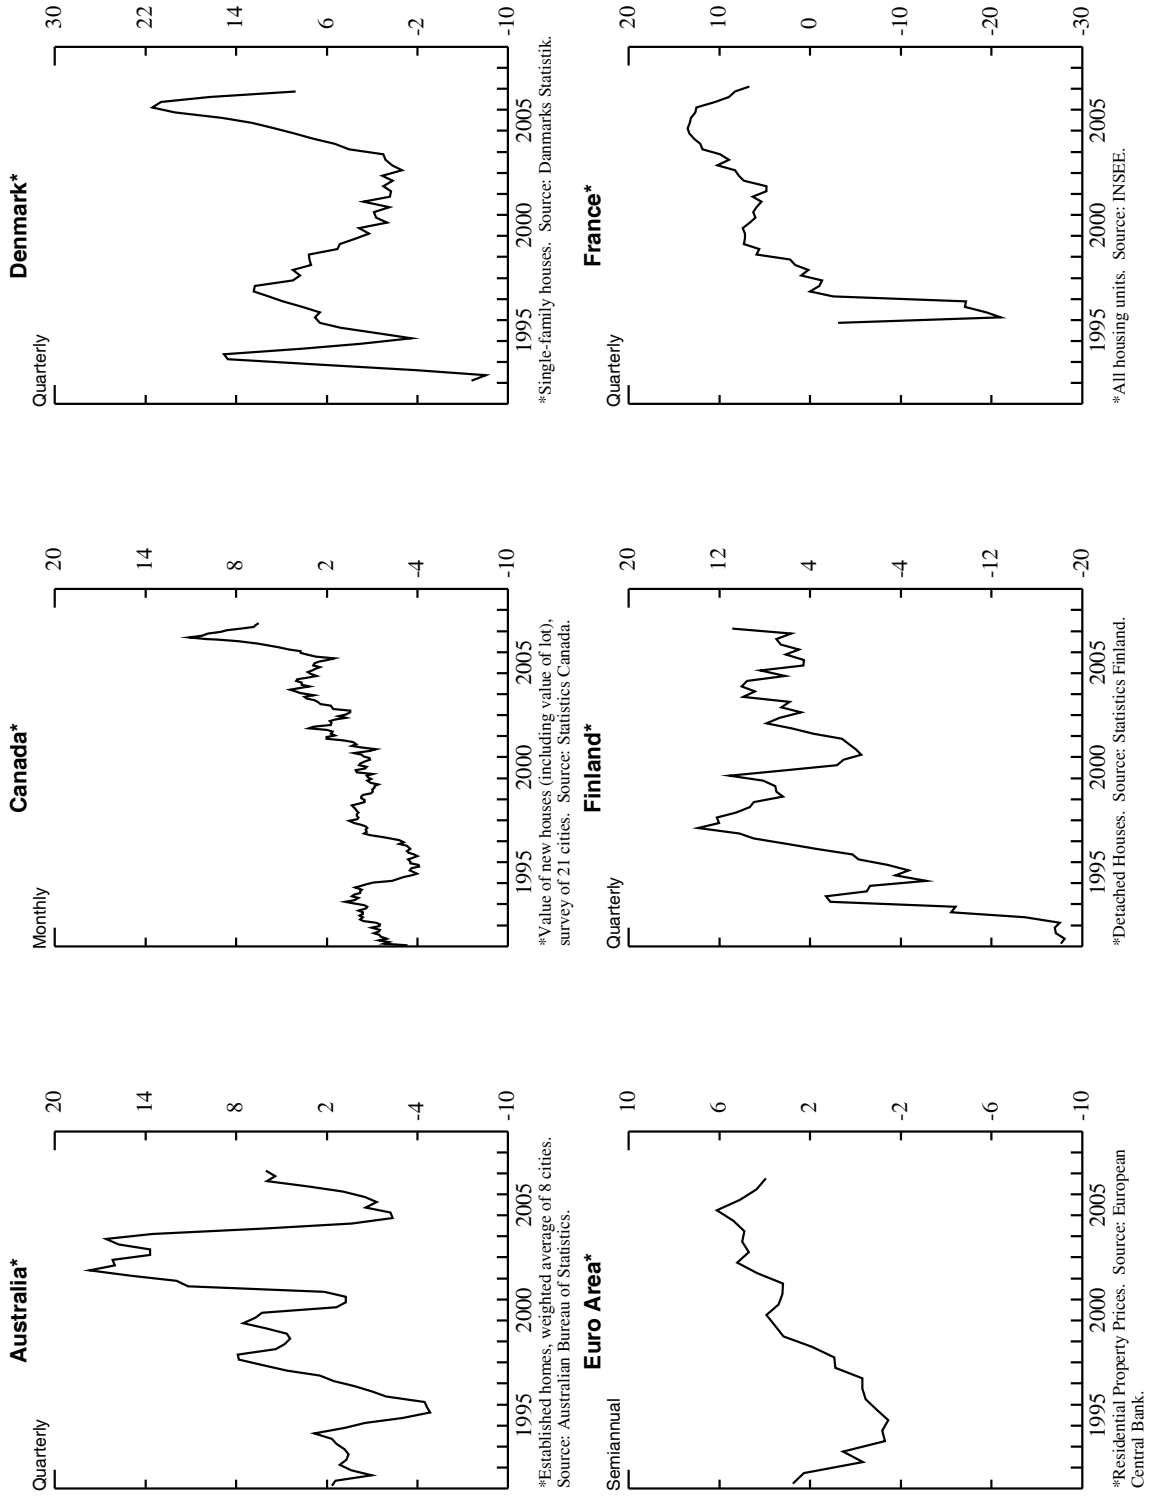 Australia*
Quarterly
20
14
8
2
-4
-10
1995 2000 2005
*Established homes, weighted average of 8 cities.
Source: Australian Bureau of Statistics.
Canada*
Monthly
20
14
8
2
-4
-10
1995 2000 2005
*Value of new houses (including value of lot),
survey of 21 cities. Source: Statistics Canada.
Denmark*
Quarterly
30
22
14
6
-2
-10
1995 2000 2005
*Single-family houses. Source: Danmarks Statistik.
Euro Area*
Semiannual
10
6
2
-2
-6
-10
1995 2000 2005
*Residential Property Prices. Source: European
Central Bank.
Finland*
Quarterly
20
12
4
-4
-12
-20
1995 2000 2005
*Detached Houses. Source: Statistics Finland.
France*
Quarterly
20
10
0
-10
-20
-30
1995 2000 2005
*All housing units. Source: INSEE.